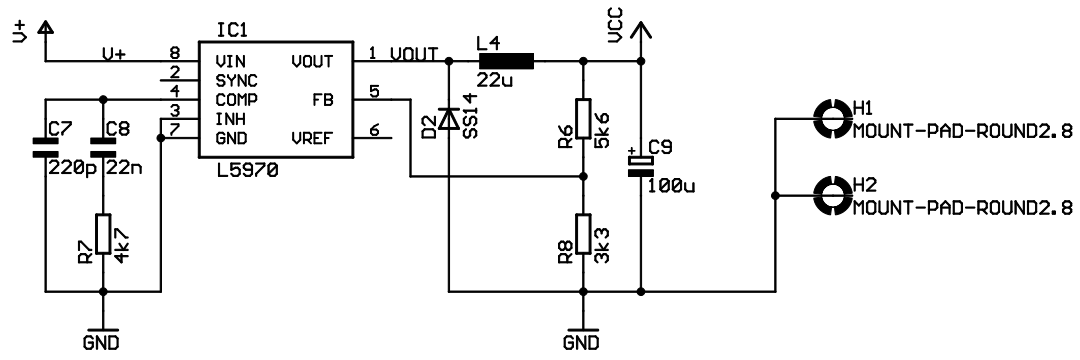 V+
IC1
VCC
V+
8
VIN
VOUT
1
VOUT
L4
22u
2
SYNC
4
COMP
FB
5
3
INH
7
GND
VREF
6
L5970
C7
220p
C8
22n
R7
4k7
D2
SS14
R6
5k6
+
C9
100u
R8
3k3
H1
MOUNT-PAD-ROUND2.8
H2
MOUNT-PAD-ROUND2.8
GND
GND